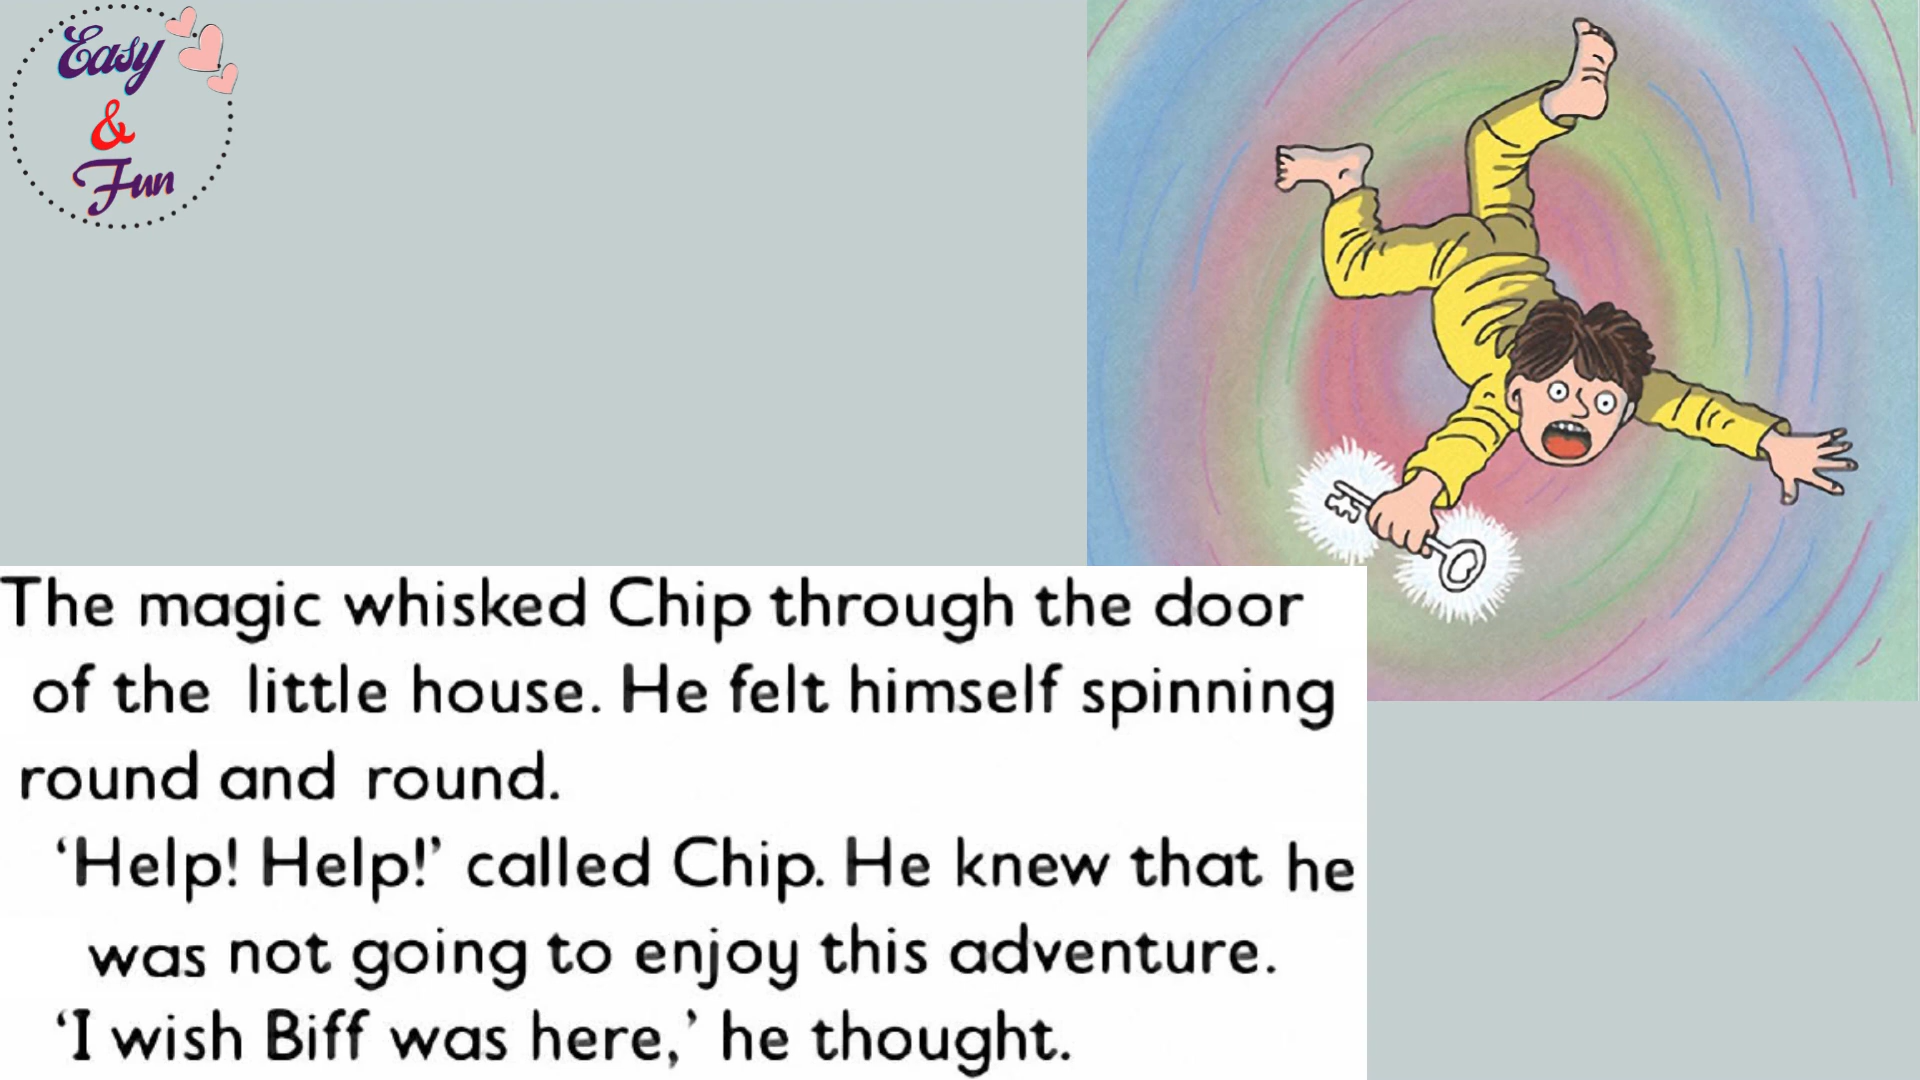 Easy
&
Fun
The magic whisked Chip through the door
of the little house. He felt himself spinning
round and round.
‘Help! Help!’ called Chip. He knew that he
was not going to enjoy this adventure.
‘I wish Biff was here,’ he thought.